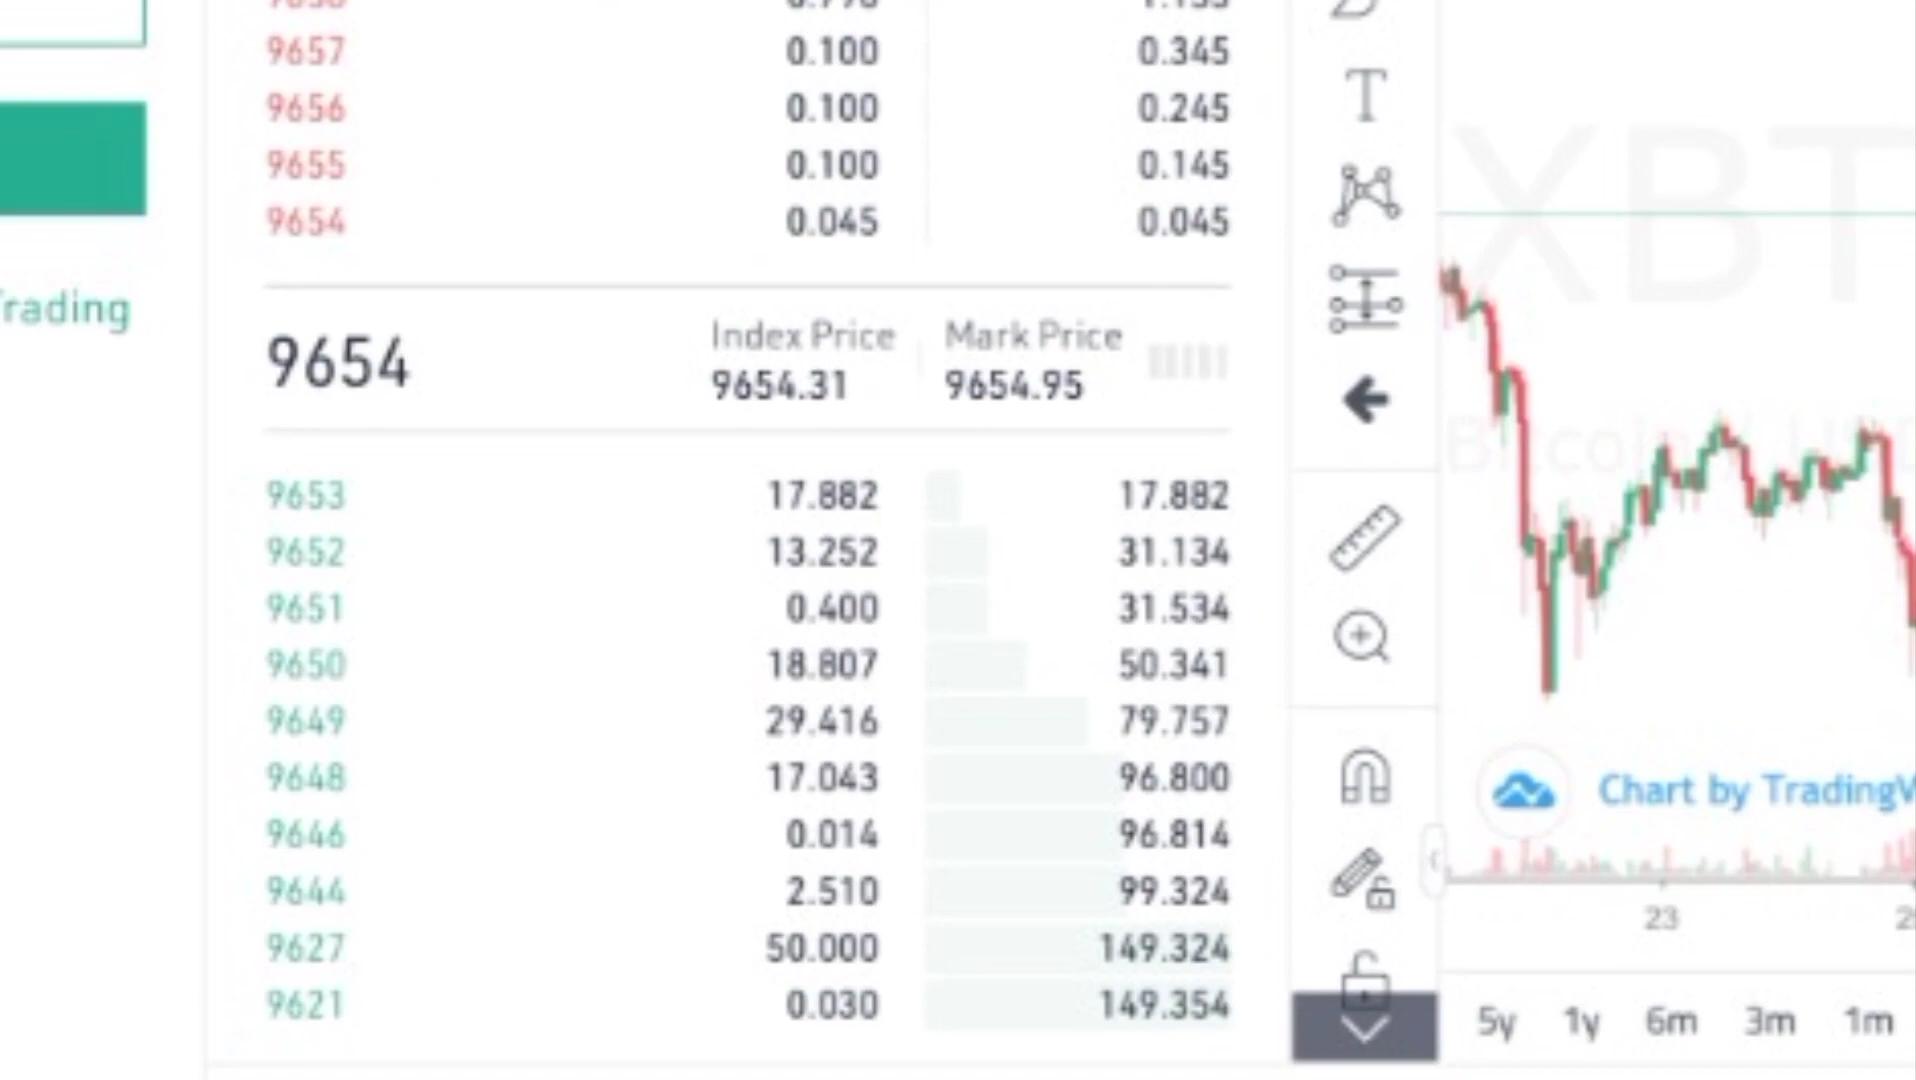 9657 0.100 0.345
9656 0.100 0.245
9655 0.100 0.145
9654 0.045 0.045
Trading
9654
Index Price
9654.31
Mark Price
9654.95
9653 17.882 17.882
9652 13.252 31.134
9651 0.400 31.534
9650 18.807 50.341
9649 29.416 79.757
9648 17.043 96.800
9646 0.014 96.814
9644 2.510 99.324
9627 50.000 149.324
9621 0.030 149.354
T
XBT
Bitcoin
Chart by TradingV
23
5y 1y 6m 3m 1m